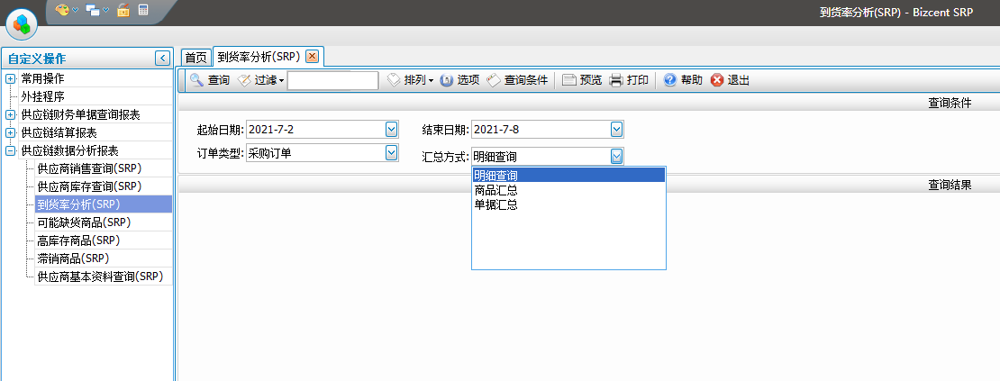 到货率分析(SRP) - Bizcent SRP
自定义操作
常用操作
外挂程序
供应链财务单据查询报表
供应链结算报表
供应链数据分析报表
供应商销售查询(SRP)
供应商库存查询(SRP)
到货率分析(SRP)
可能缺货商品(SRP)
高库存商品(SRP)
滞销商品(SRP)
供应商基本资料查询(SRP)
首页 到货率分析(SRP)
查询 过滤 排列 选项 查询条件 预览 打印 帮助 退出
查询条件
起始日期: 2021-7-2 结束日期: 2021-7-8
订单类型: 采购订单 汇总方式: 明细查询
明细查询
商品汇总
单据汇总
查询结果